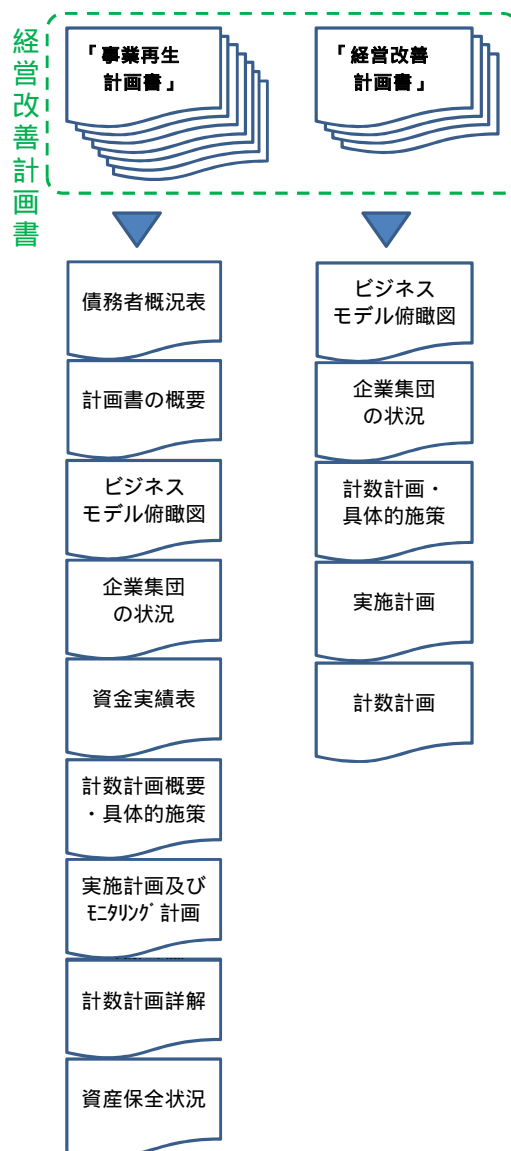 経営改善計画書
「事業再生
計画書」
「経営改善
計画書」
債務者概況表
計画書の概要
ビジネス
モデル俯瞰図
企業集団
の状況
資金実績表
計数計画概要
・具体的施策
実施計画及び
ﾓﾆﾀﾘﾝｸﾞ計画
計数計画詳解
資産保全状況
ビジネス
モデル俯瞰図
企業集団
の状況
計数計画・
具体的施策
実施計画
計数計画